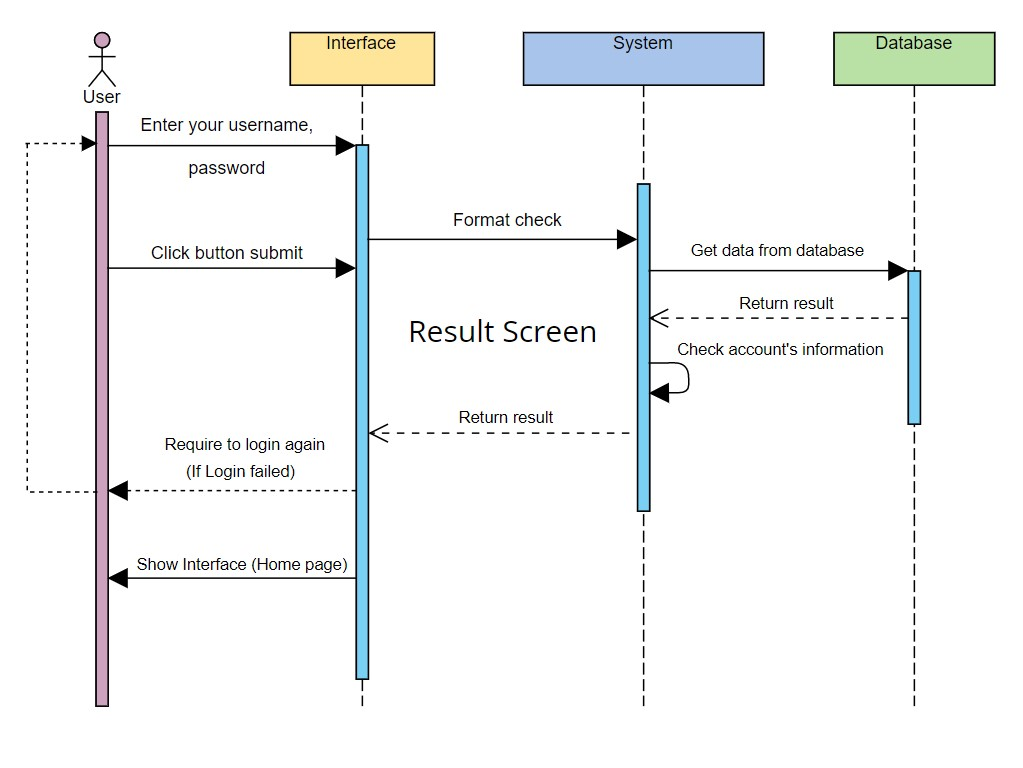 Interface
System
Database
User
Enter your username,
password
Format check
Click button submit
Get data from database
Return result
Result Screen
Check account's information
Return result
Require to login again
(If Login failed)
Show Interface (Home page)